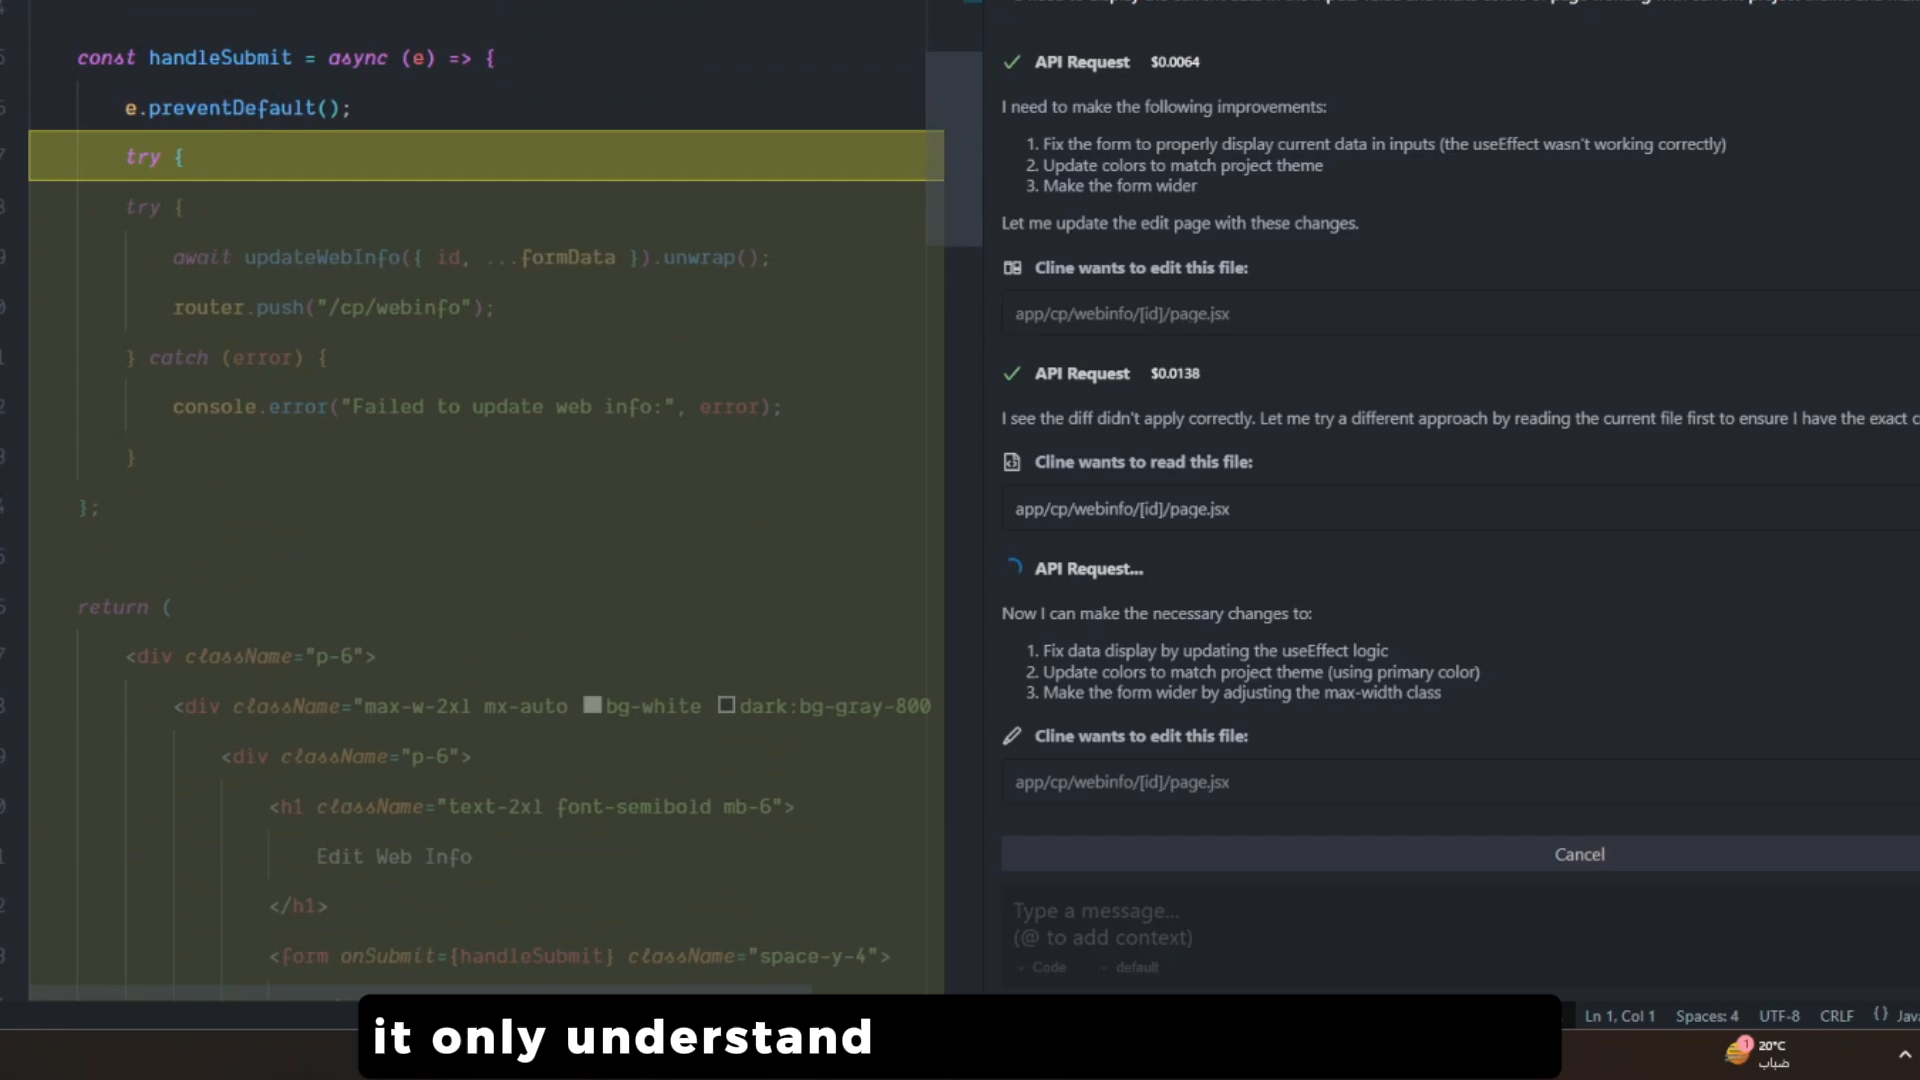 const handleSubmit = async (e) => {
e.preventDefault();
try {
try {
await updateWebInfo({ id, ...formData }).unwrap();
router.push("/cp/webinfo");
} catch (error) {
console.error("Failed to update web info:", error);
}
};
return (
<div className="p-6">
<div className="max-w-2xl mx-auto bg-white dark:bg-gray-800
<div className="p-6">
<h1 className="text-2xl font-semibold mb-6">
Edit Web Info
</h1>
<form onSubmit={handleSubmit} className="space-y-4">
API Request $0.0064
I need to make the following improvements:
1. Fix the form to properly display current data in inputs (the useEffect wasn't working correctly)
2. Update colors to match project theme
3. Make the form wider
Let me update the edit page with these changes.
Cline wants to edit this file:
app/cp/webinfo/[id]/page.jsx
API Request $0.0138
I see the diff didn't apply correctly. Let me try a different approach by reading the current file first to ensure I have the exact c
Cline wants to read this file:
app/cp/webinfo/[id]/page.jsx
API Request...
Now I can make the necessary changes to:
1. Fix data display by updating the useEffect logic
2. Update colors to match project theme (using primary color)
3. Make the form wider by adjusting the max-width class
Cline wants to edit this file:
app/cp/webinfo/[id]/page.jsx
Cancel
Type a message...
(@ to add context)
Code default
Ln 1, Col 1 Spaces: 4 UTF-8 CRLF {} Jav
it only understand
1 20°C
ضباب